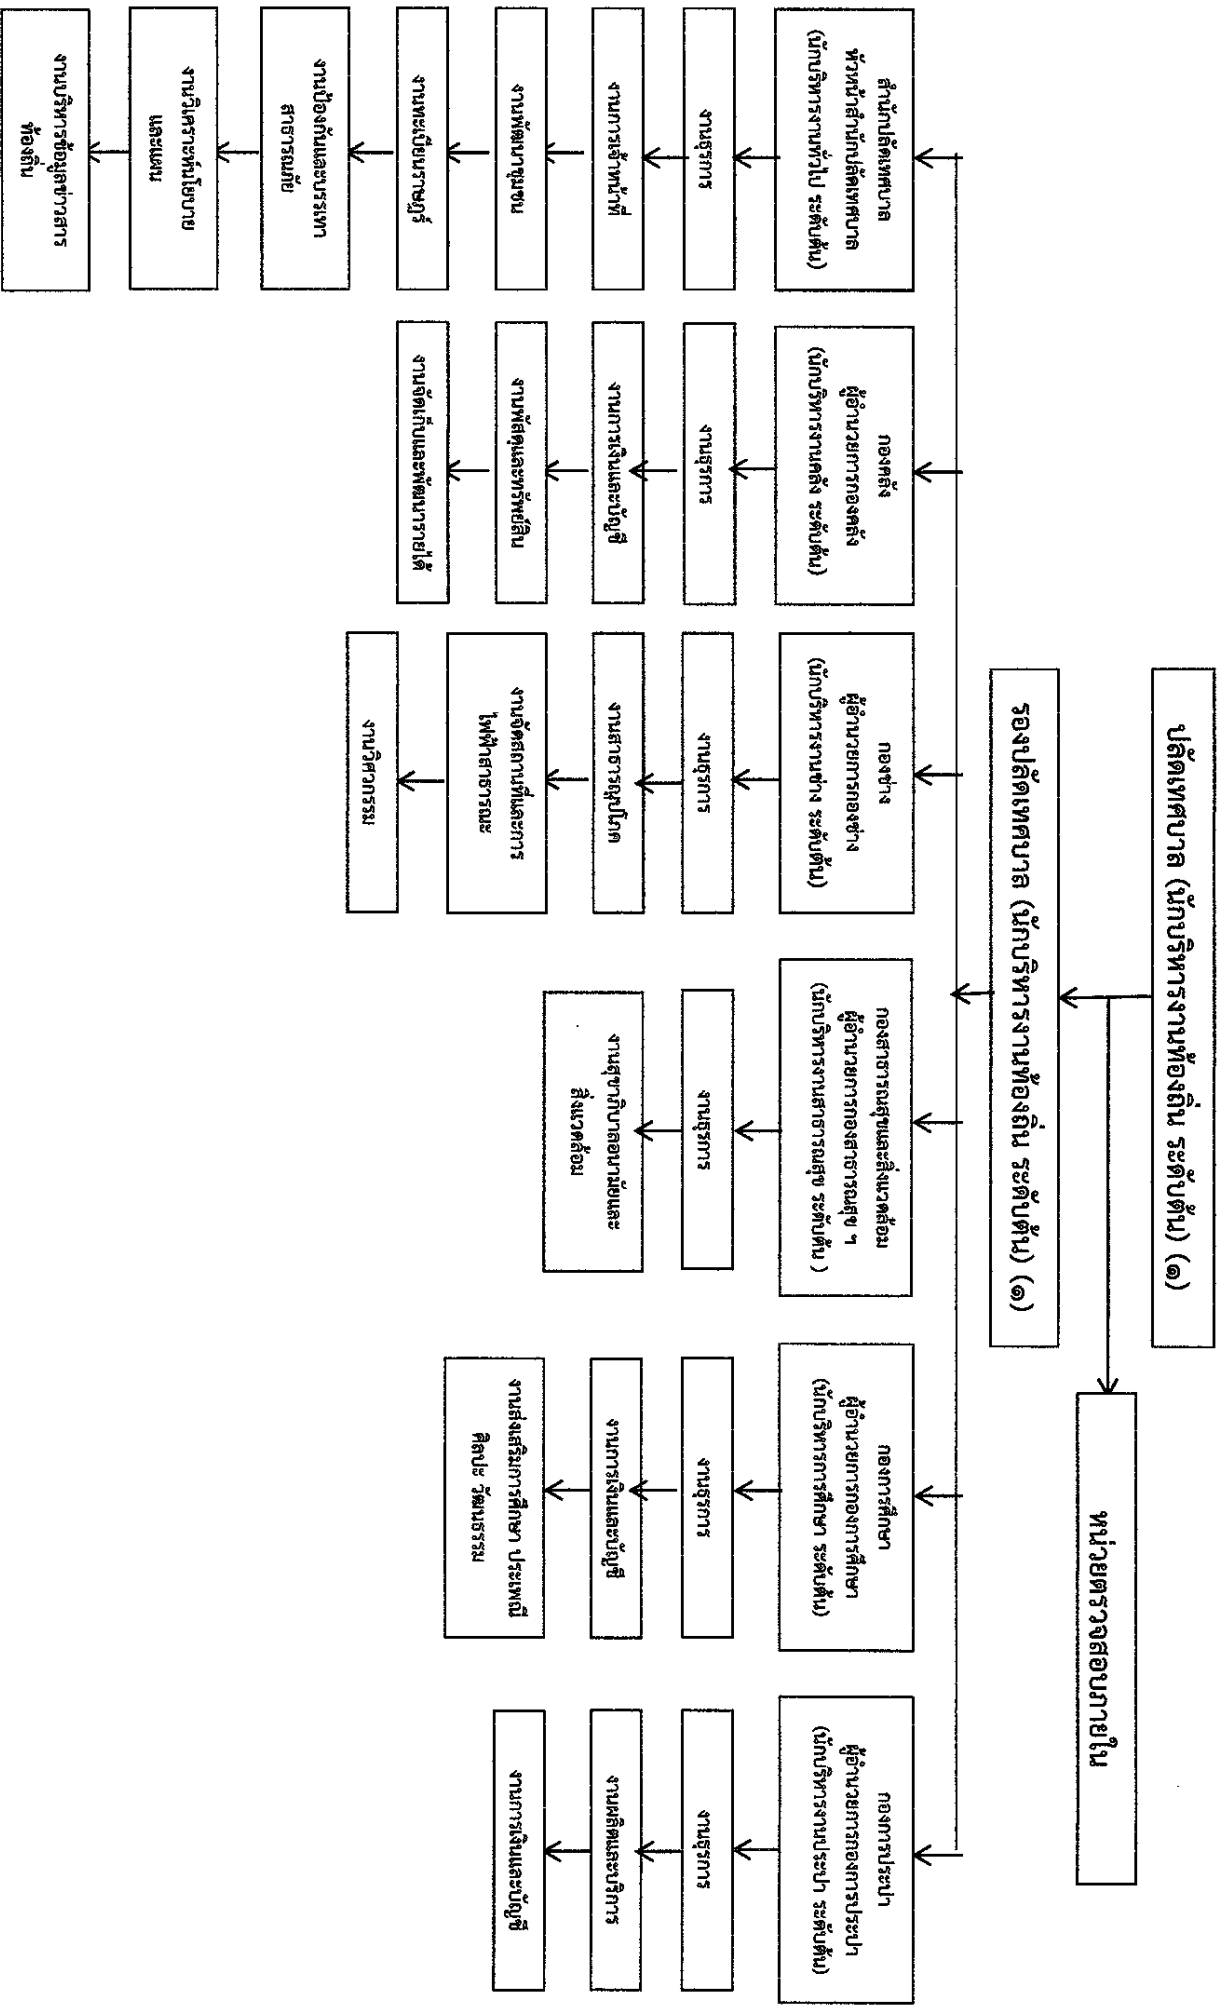 ปลัดเทศบาล (นักบริหารงานท้องถิ่น ระดับต้น) (๑)
รองปลัดเทศบาล (นักบริหารงานท้องถิ่น ระดับต้น) (๑)
หน่วยตรวจสอบภายใน
สำนักปลัดเทศบาล
หัวหน้าสำนักปลัดเทศบาล
(นักบริหารงานทั่วไป ระดับต้น)
งานธุรการ
งานการเจ้าหน้าที่
งานพัฒนาชุมชน
งานทะเบียนราษฎร์
งานป้องกันและบรรเทา
สาธารณภัย
งานวิเคราะห์นโยบาย
และแผน
งานบริหารข้อมูลข่าวสาร
ท้องถิ่น
กองคลัง
ผู้อำนวยการกองคลัง
(นักบริหารงานคลัง ระดับต้น)
งานธุรการ
งานการเงินและบัญชี
งานพัสดุและทรัพย์สิน
งานจัดเก็บและพัฒนารายได้
กองช่าง
ผู้อำนวยการกองช่าง
(นักบริหารงานช่าง ระดับต้น)
งานธุรการ
งานสาธารณูปโภค
งานจัดสถานที่และการ
ไฟฟ้าสาธารณะ
งานวิศวกรรม
กองสาธารณสุขและสิ่งแวดล้อม
ผู้อำนวยการกองสาธารณสุข ฯ
(นักบริหารงานสาธารณสุข ระดับต้น )
งานธุรการ
งานสุขาภิบาลอนามัยและ
สิ่งแวดล้อม
กองการศึกษา
ผู้อำนวยการกองการศึกษา
(นักบริหารการศึกษา ระดับต้น)
งานธุรการ
งานการเงินและบัญชี
งานส่งเสริมการศึกษา ประเพณี
ศิลปะ วัฒนธรรม
กองการประปา
ผู้อำนวยการกองการประปา
(นักบริหารงานประปา ระดับต้น)
งานธุรการ
งานผลิตและบริการ
งานการเงินและบัญชี